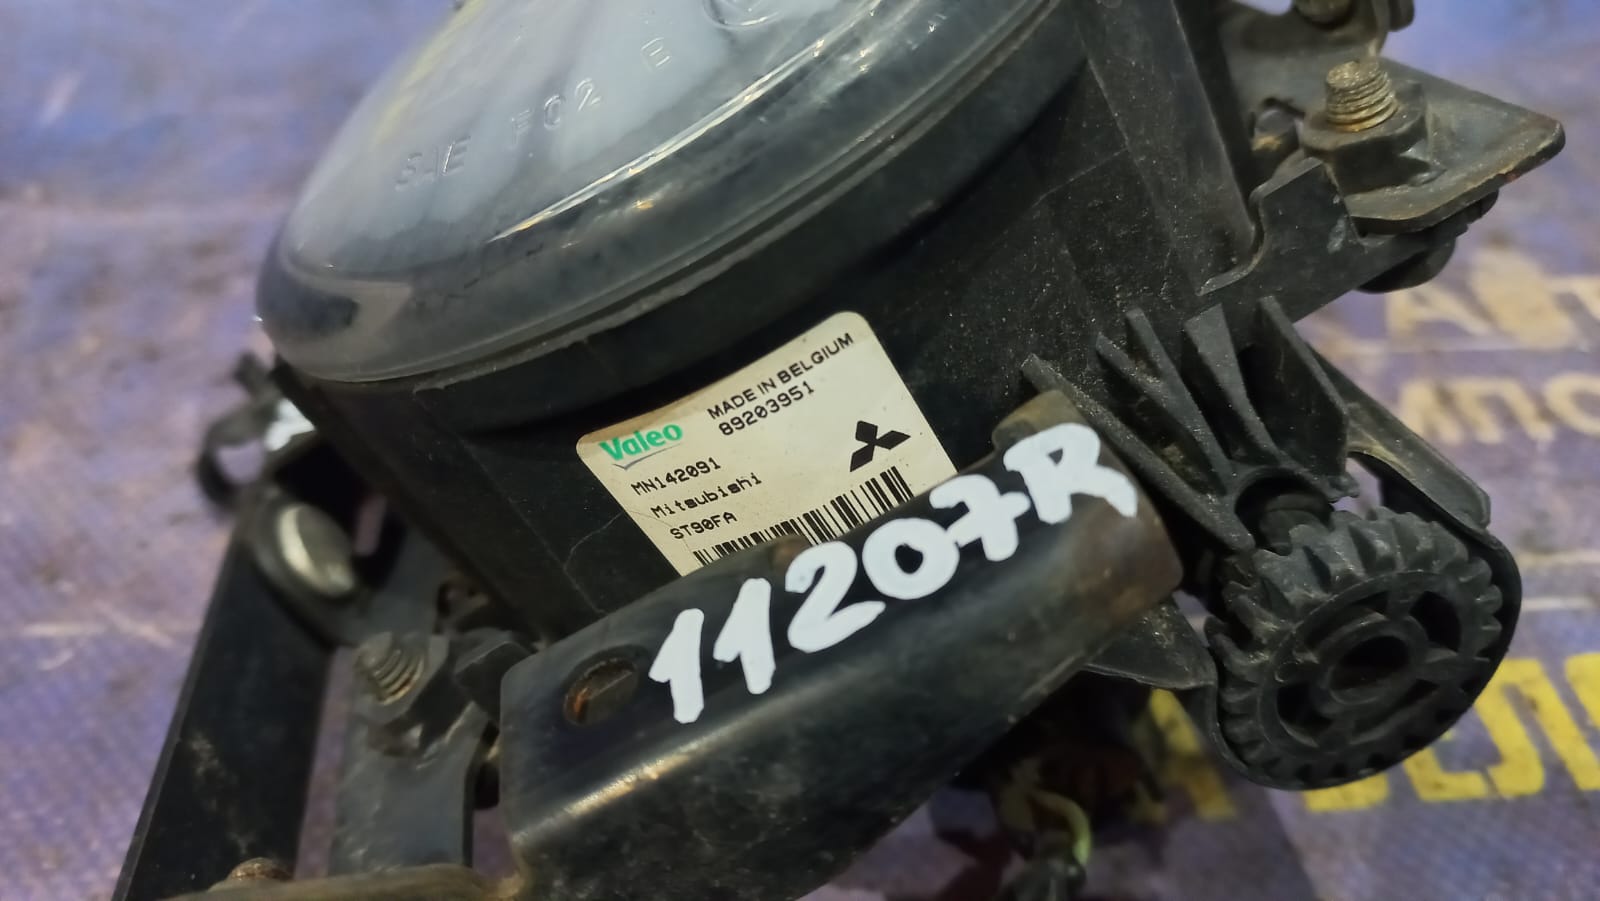 SAE F02 E
Valeo
MADE IN BELGIUM
89203951
MN142091
Mitsubishi
ST90FA
11207R